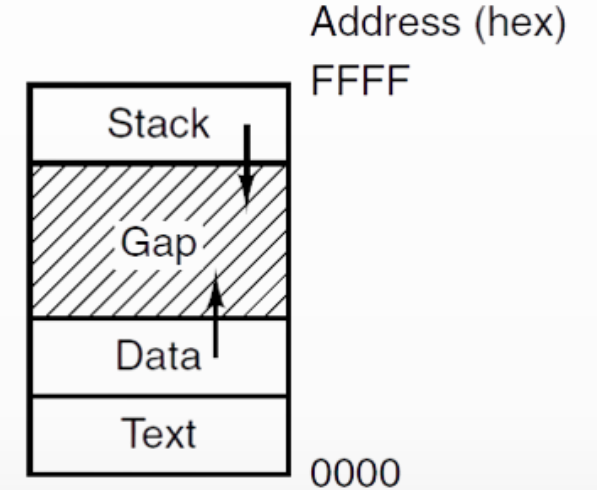 Address (hex)
FFFF
Stack
Gap
Data
Text
0000